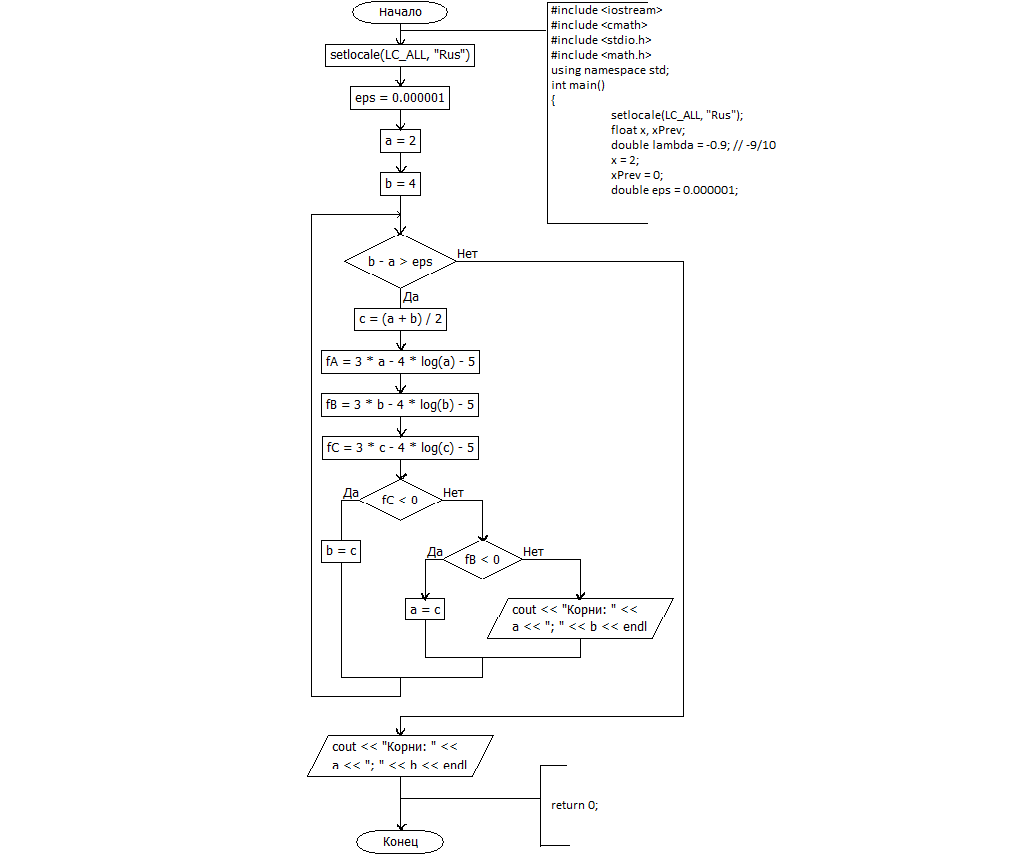 Начало
#include <iostream>
#include <cmath>
#include <stdio.h>
#include <math.h>
using namespace std;
int main()
{
setlocale(LC_ALL, "Rus");
float x, xPrev;
double lambda = -0.9; // -9/10
x = 2;
xPrev = 0;
double eps = 0.000001;
setlocale(LC_ALL, "Rus")
eps = 0.000001
a = 2
b = 4
b - a > eps
Нет
Да
c = (a + b) / 2
fA = 3 * a - 4 * log(a) - 5
fB = 3 * b - 4 * log(b) - 5
fC = 3 * c - 4 * log(c) - 5
Да
fC < 0
Нет
b = c
Да
fB < 0
Нет
a = c
cout << "Корни: " <<
a << "; " << b << endl
cout << "Корни: " <<
a << "; " << b << endl
return 0;
Конец